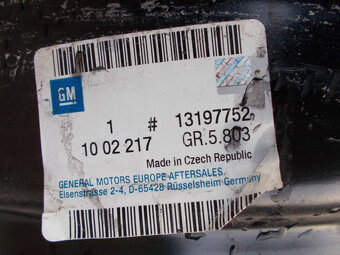 GM
1 # 13197752
10 02 217 GR.5.803
Made in Czech Republic
GENERAL MOTORS EUROPE AFTERSALES,
Eisenstrasse 2-4, D-65428 Rüsselsheim Germany